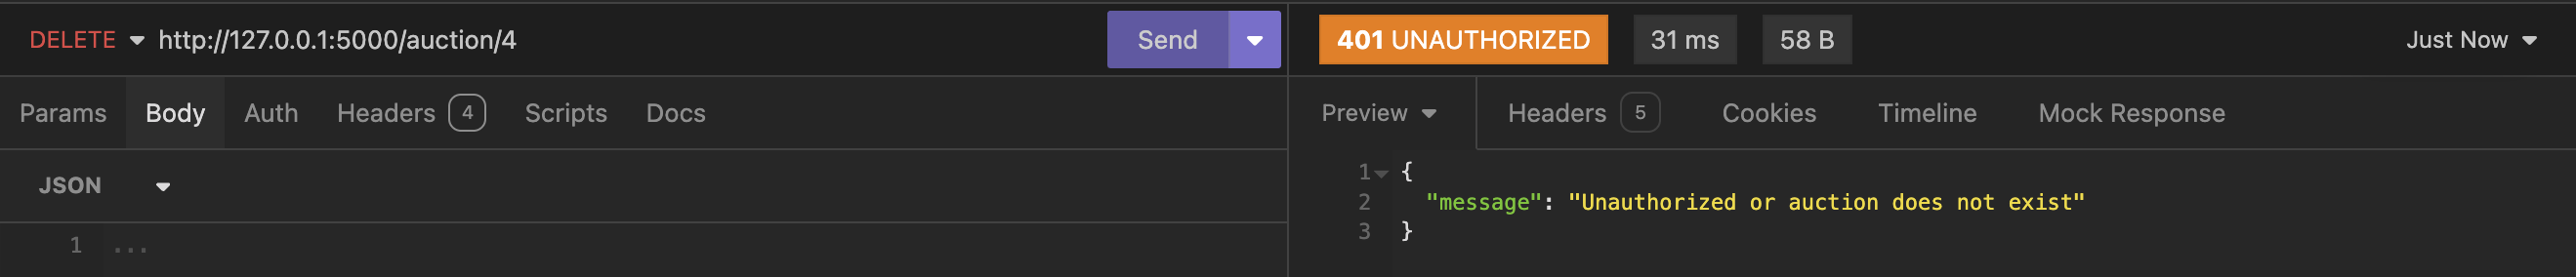 DELETE http://127.0.0.1:5000/auction/4 Send 401 UNAUTHORIZED 31 ms 58 B Just Now
Params Body Auth Headers 4 Scripts Docs Preview Headers 5 Cookies Timeline Mock Response
JSON
1 ...
1 {
2 "message": "Unauthorized or auction does not exist"
3 }